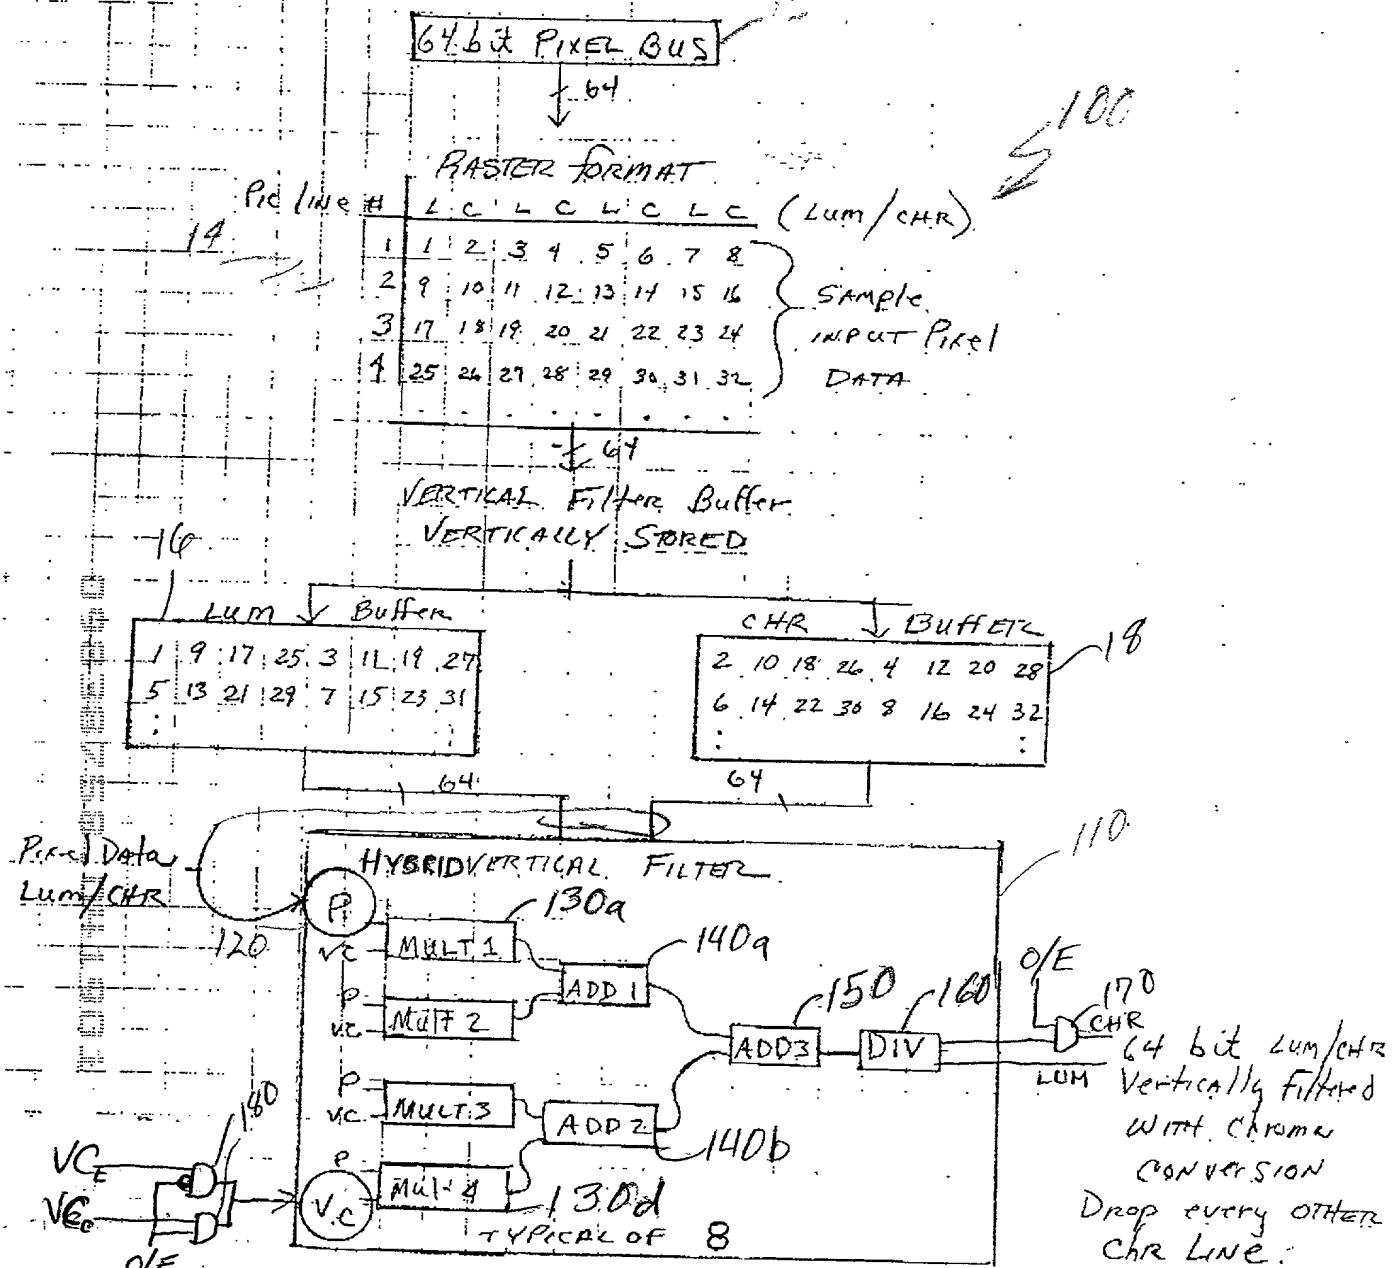 64 bit PIXEL BUS
64
100
RASTER FORMAT
Pic line # L C L C L C L C (LUM/CHR)
14
1 1 2 3 4 5 6 7 8
2 9 10 11 12 13 14 15 16
3 17 18 19 20 21 22 23 24
4 25 26 27 28 29 30 31 32
SAMPLE
INPUT Pixel
DATA
64
VERTICAL Filter Buffer
VERTICALLY STORED
16
LUM Buffer
1 9 17 25 3 11 19 27
5 13 21 29 7 15 23 31
CHR BUFFER
18
2 10 18 26 4 12 20 28
6 14 22 30 8 16 24 32
64
64
Pixel Data
Lum/CHR
120
HYBRID VERTICAL FILTER
110
P
VC
MULT 1
130a
P
VC
Mult 2
ADD 1
140a
P
VC
MULT 3
ADD 2
140b
P
V.C
Mult 4
130d
ADD3
150
DIV
160
O/E
170
CHR
LUM
64 bit LUM/CHR
Vertically Filtered
WITH Chroma
CONVERSION
Drop every OTHER
Chr LINE.
180
VCE
O/E
TYPICAL OF 8